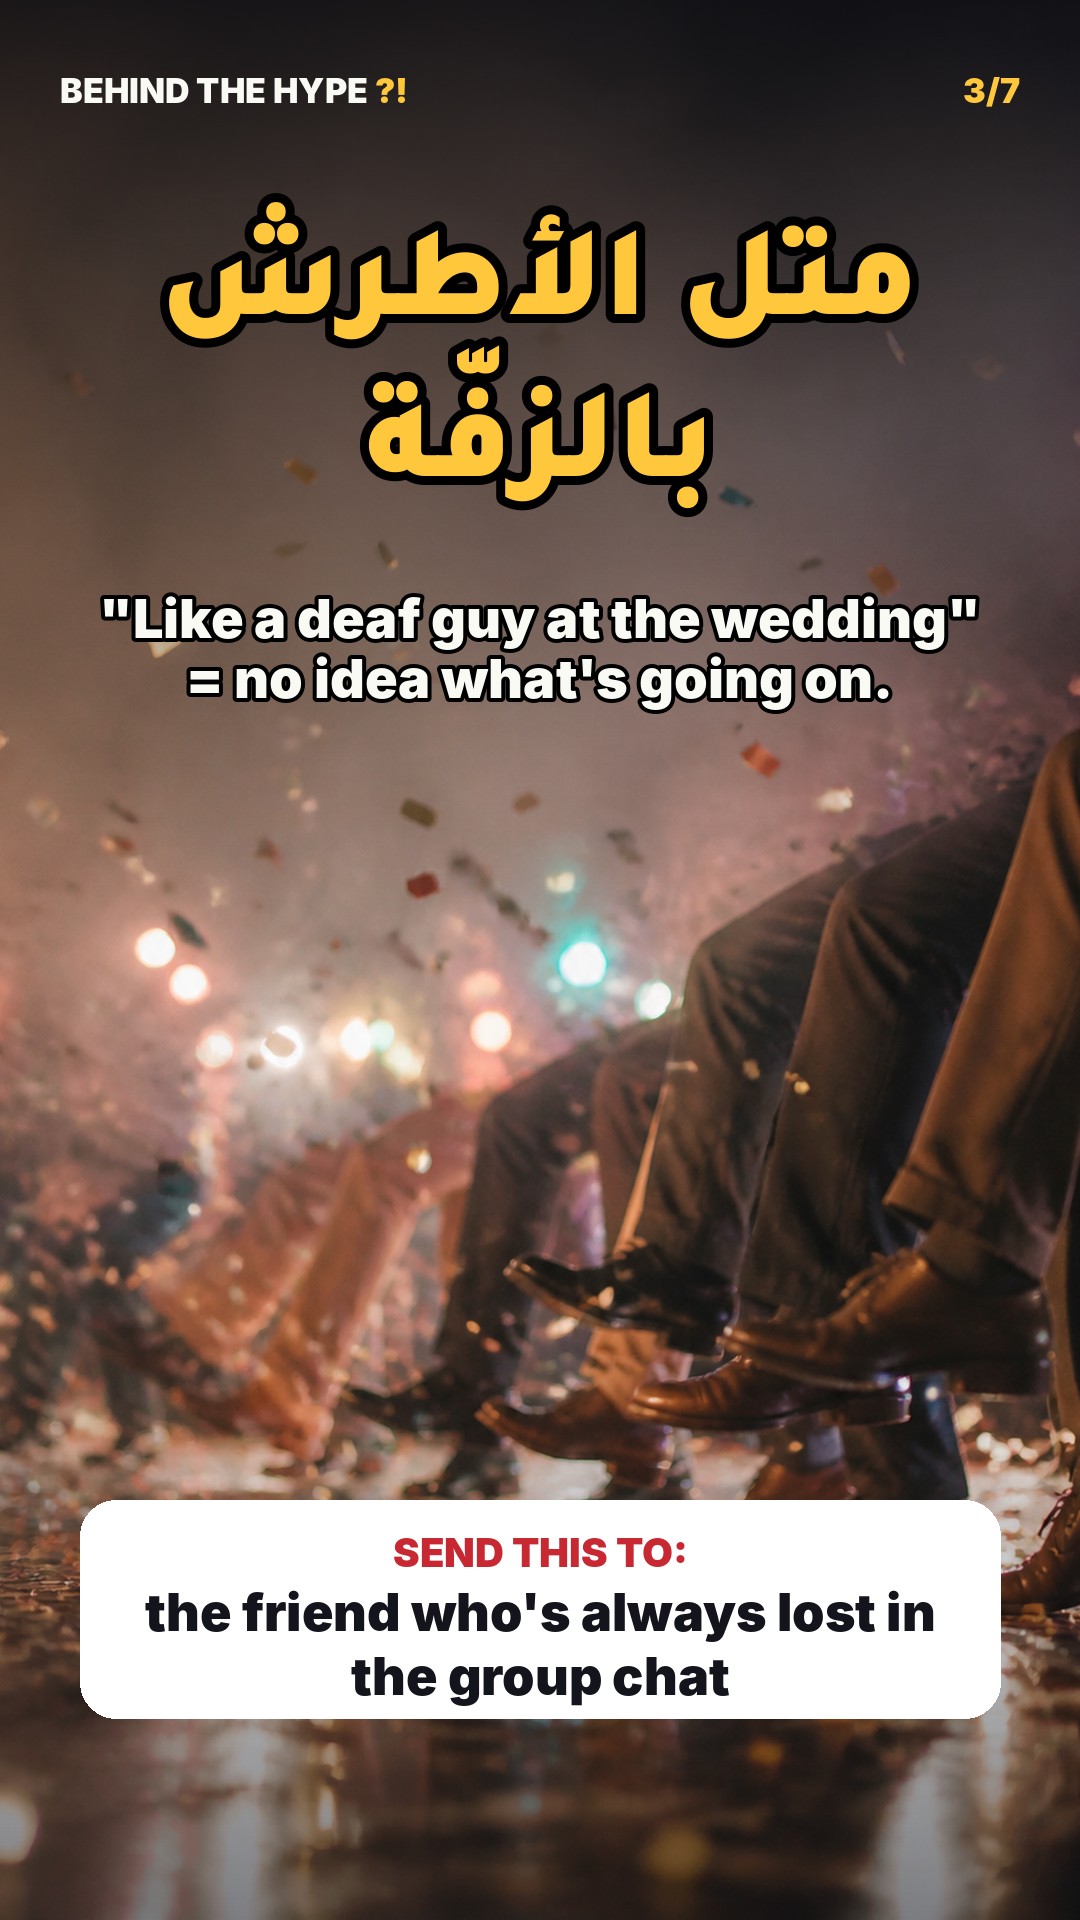 BEHIND THE HYPE ?!
3/7
متل الأطرش
بالزفّة
"Like a deaf guy at the wedding"
= no idea what's going on.
SEND THIS TO:
the friend who's always lost in
the group chat